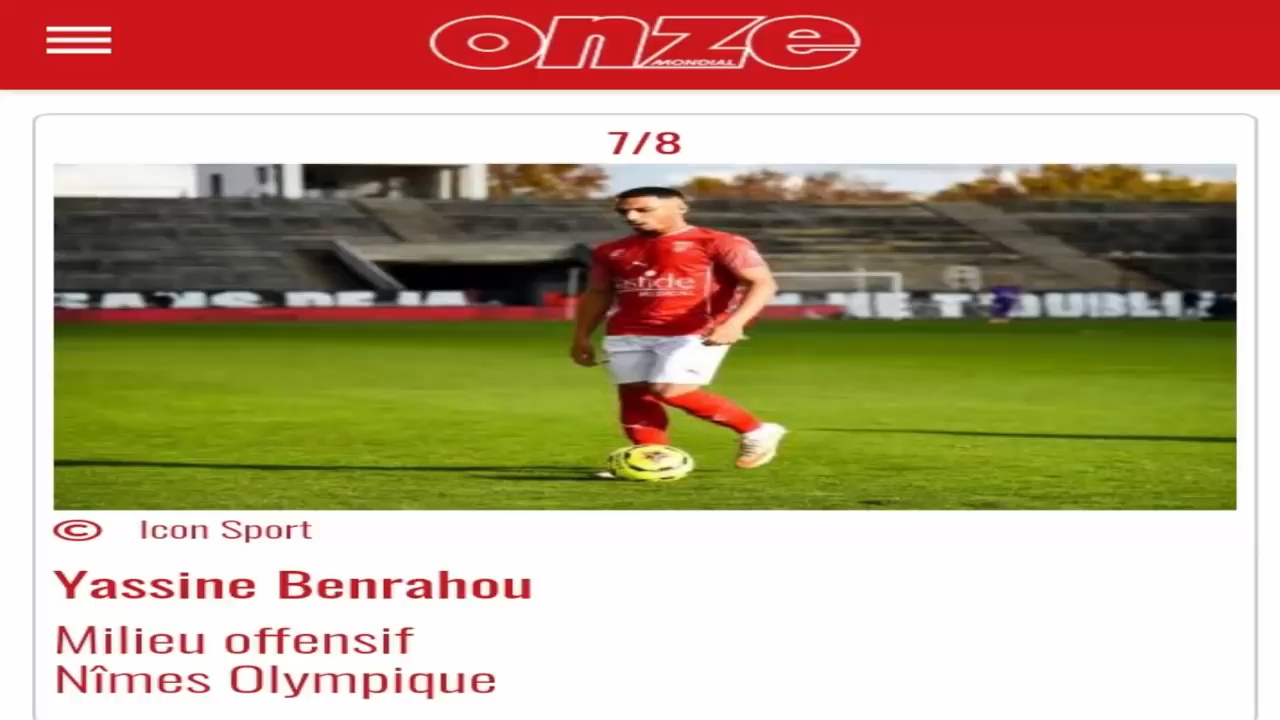 onze
MONDIAL
7/8
© Icon Sport
Yassine Benrahou
Milieu offensif
Nîmes Olympique